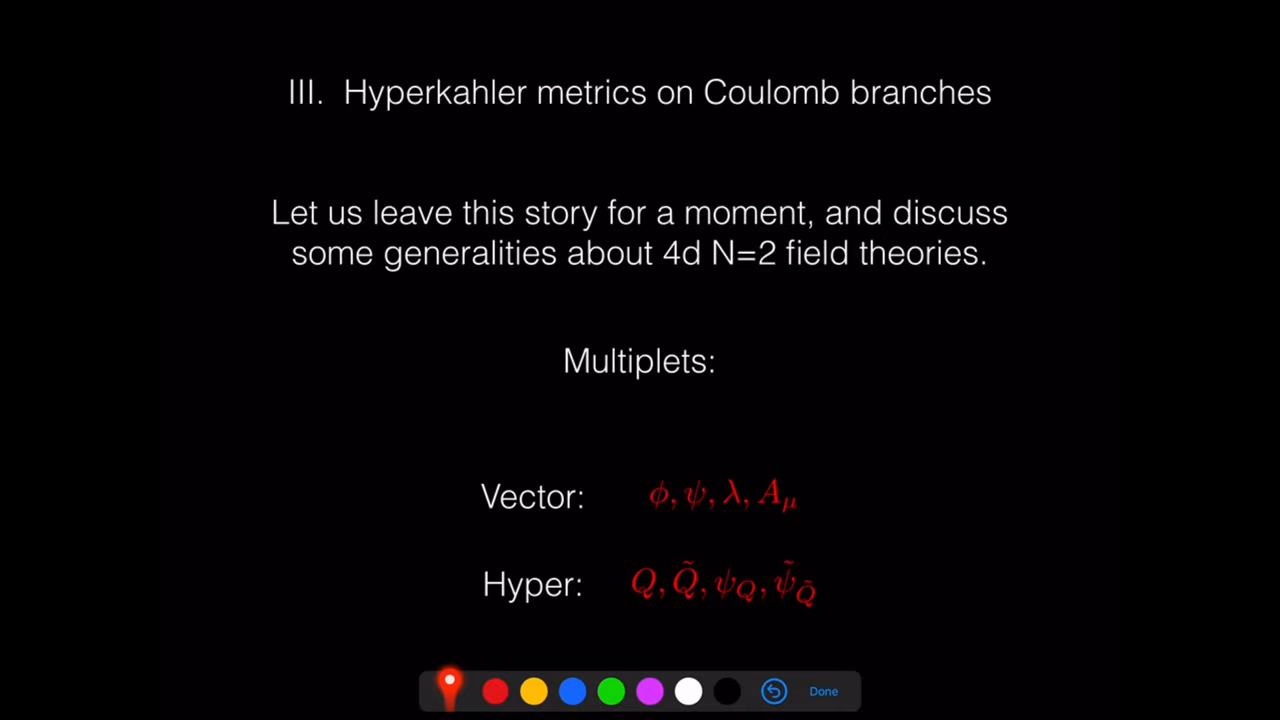 III. Hyperkahler metrics on Coulomb branches
Let us leave this story for a moment, and discuss
some generalities about 4d N=2 field theories.
Multiplets:
Vector: ϕ, ψ, λ, A_μ
Hyper: Q, Q̃, ψ_Q, ψ̃_Q̃
Done